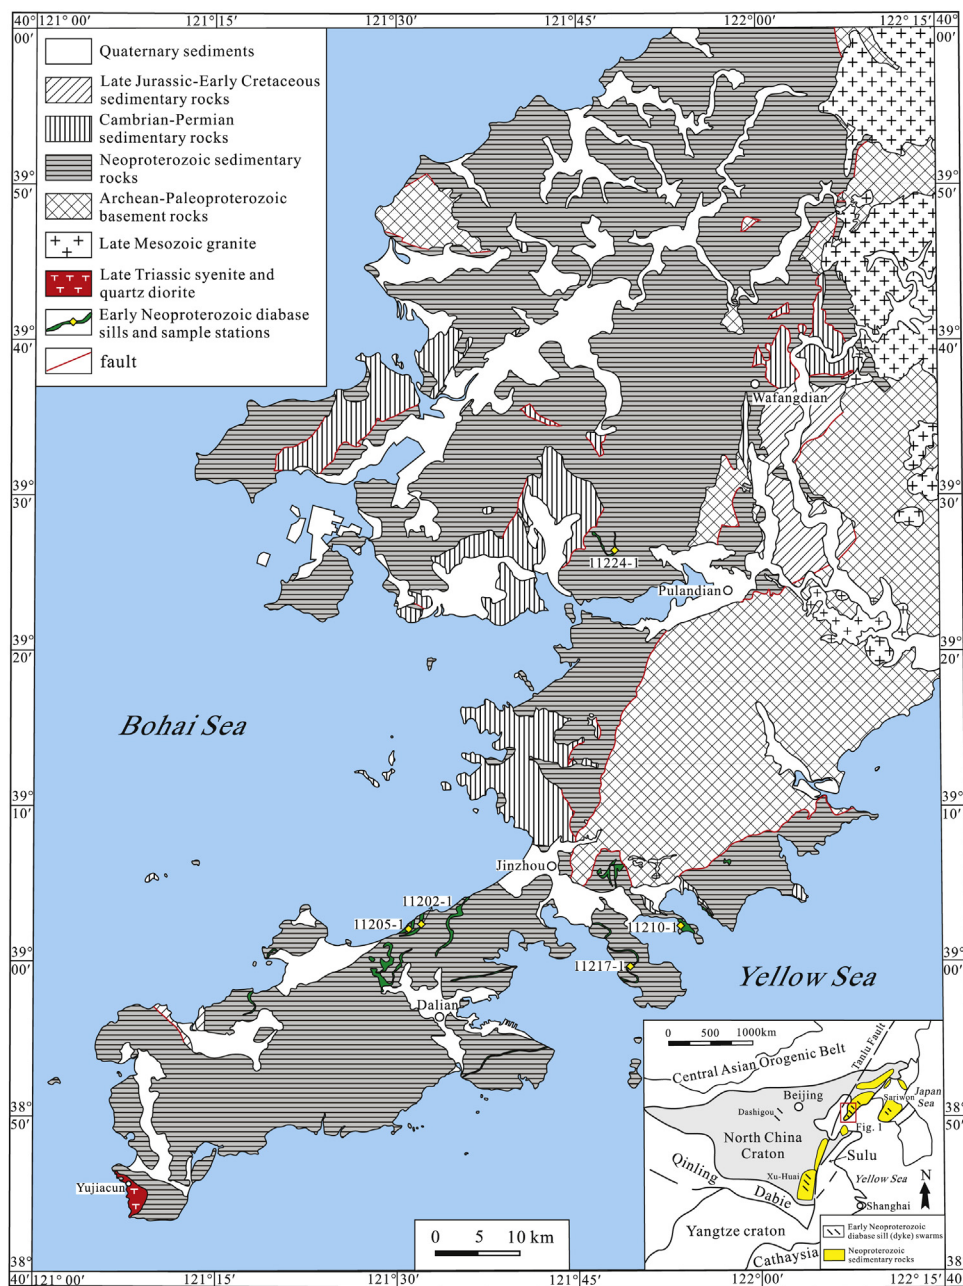 40° 121° 00′ 121°15′ 121°30′ 121°45′ 122°00′ 122° 15′ 40°
00′ 00′
Quaternary sediments
Late Jurassic-Early Cretaceous
sedimentary rocks
Cambrian-Permian
sedimentary rocks
Neoproterozoic sedimentary
rocks
Archean-Paleoproterozoic
basement rocks
Late Mesozoic granite
Late Triassic syenite and
quartz diorite
Early Neoproterozoic diabase
sills and sample stations
fault
39° 39°
50′ 50′
39° 39°
40′ 40′
Wafangdian
39° 39°
30′ 30′
11224-1
Pulandian
39° 39°
20′ 20′
Bohai Sea
39° 39°
10′ 10′
Jinzhou
11202-1
11205-1
11210-1
39° 39°
00′ 00′
11217-1
Yellow Sea
Dalian
0 500 1000km
Central Asian Orogenic Belt
Tanlu Fault
Beijing
Sariwon
Japan
Sea
Dashigou
Fig. 1
North China
Craton
Sulu
Qinling
Xu-Huai
Yellow Sea
N
Dabie
Shanghai
Yangtze craton
Cathaysia
Early Neoproterozoic
diabase sill (dyke) swarms
Neoproterozoic
sedimentary rocks
38° 38°
50′ 50′
Yujiacun
0 5 10 km
38° 38°
40′ 121° 00′ 121°15′ 121°30′ 121°45′ 122°00′ 122° 15′ 40′